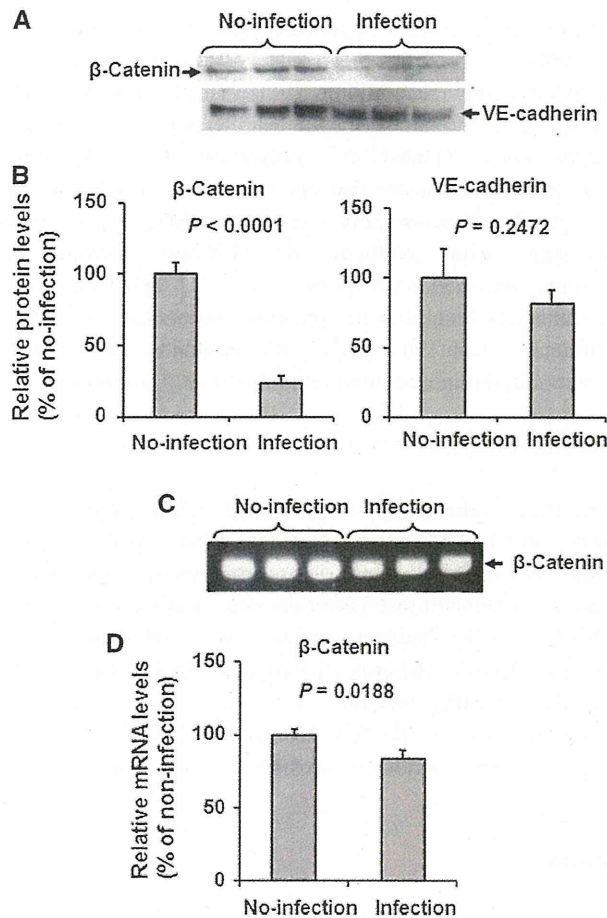 A
No-infection Infection
β-Catenin
VE-cadherin
B
β-Catenin
VE-cadherin
Relative protein levels
(% of no-infection)
150
100
50
0
P < 0.0001
No-infection Infection
150
100
50
0
P = 0.2472
No-infection Infection
C
No-infection Infection
β-Catenin
D
β-Catenin
Relative mRNA levels
(% of non-infection)
150
100
50
0
P = 0.0188
No-infection Infection